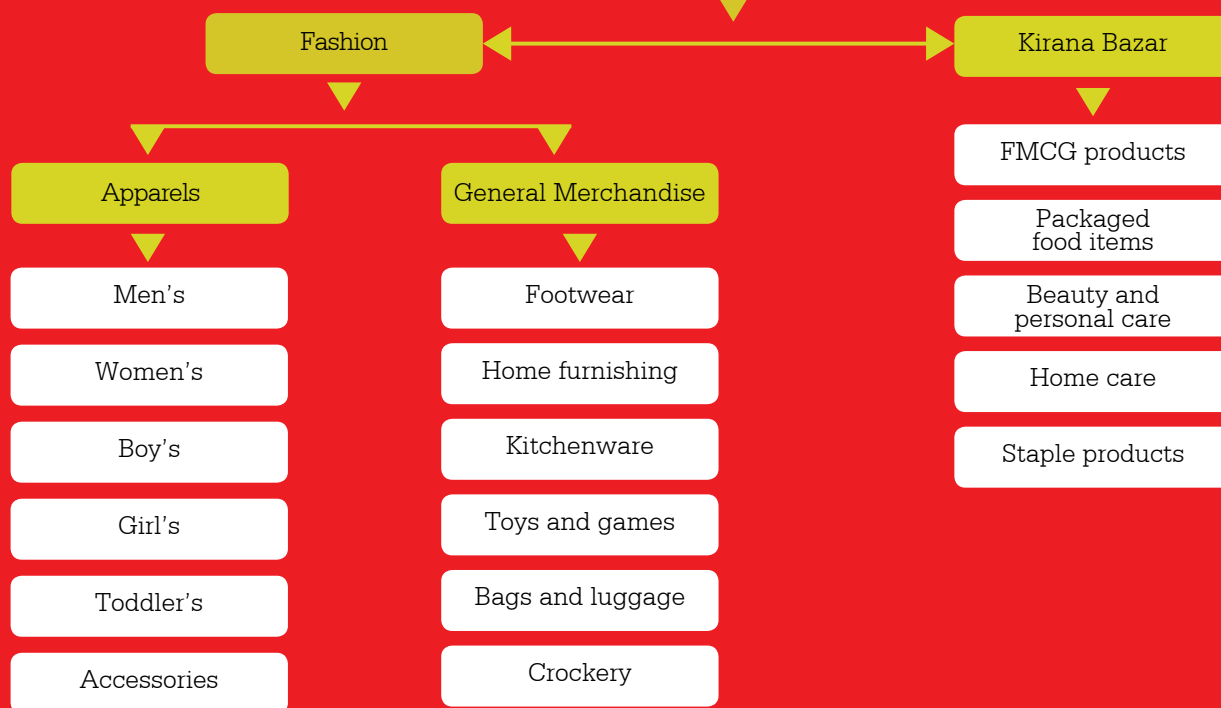 Fashion
Kirana Bazar
Apparels
General Merchandise
Men’s
Women’s
Boy’s
Girl’s
Toddler’s
Accessories
Footwear
Home furnishing
Kitchenware
Toys and games
Bags and luggage
Crockery
FMCG products
Packaged
food items
Beauty and
personal care
Home care
Staple products